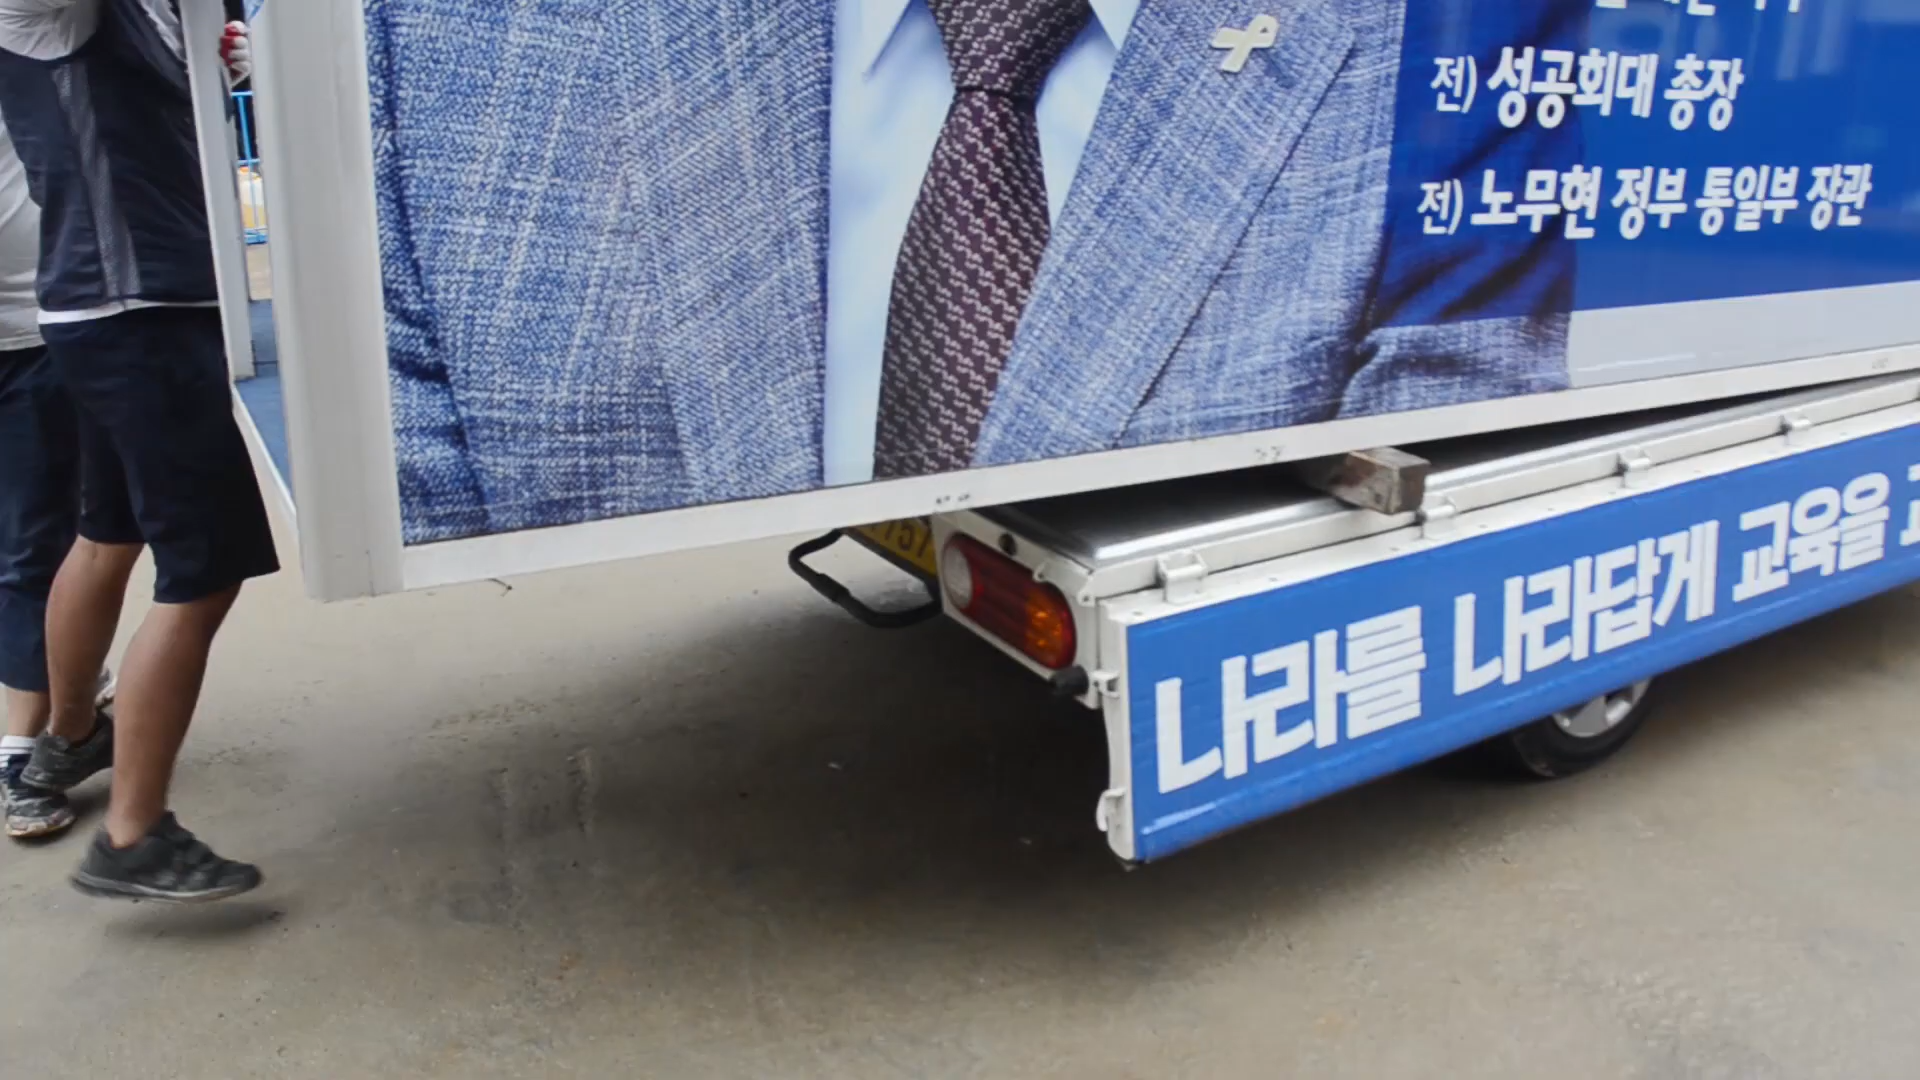 전) 성공회대 총장
전) 노무현 정부 통일부 장관
757
나라를 나라답게 교육을